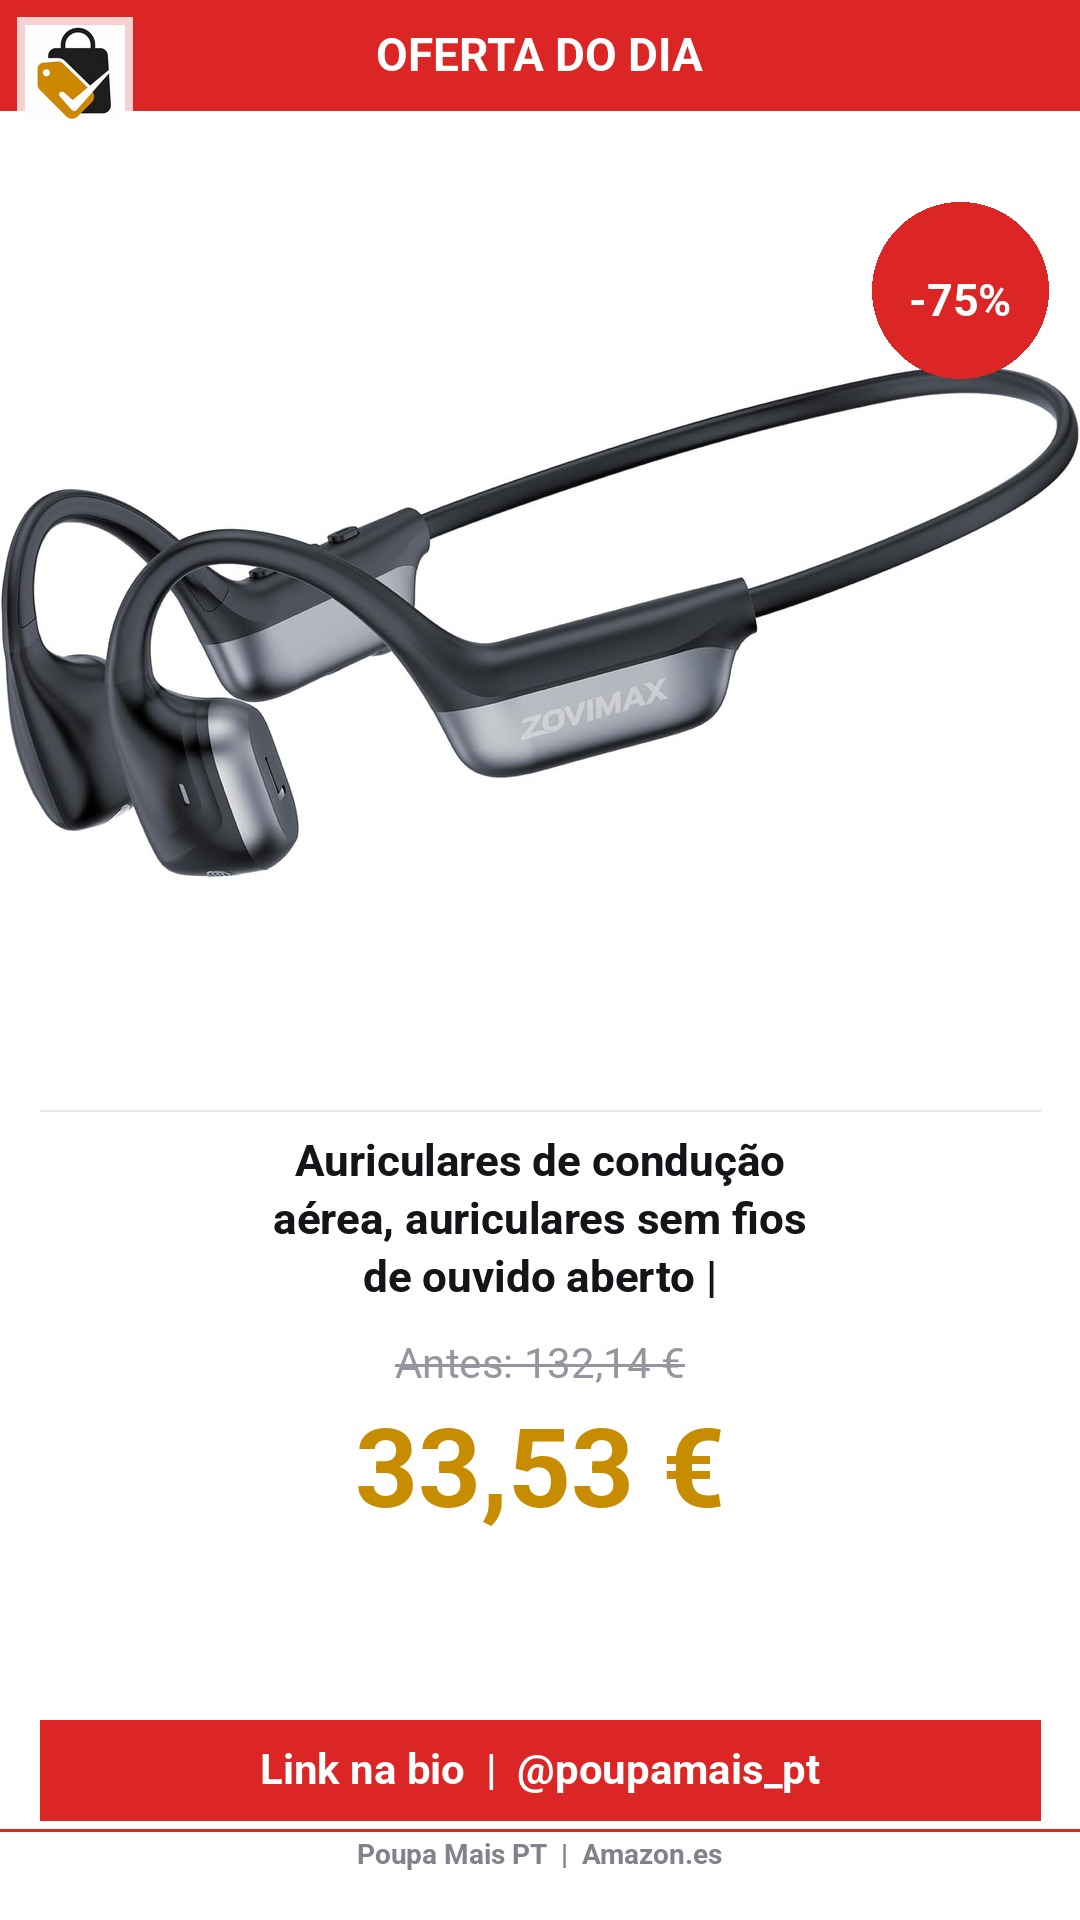 OFERTA DO DIA
-75%
ZOVIMAX
Auriculares de condução
aérea, auriculares sem fios
de ouvido aberto |
Antes: 132,14 €
33,53 €
Link na bio | @poupamais_pt
Poupa Mais PT | Amazon.es